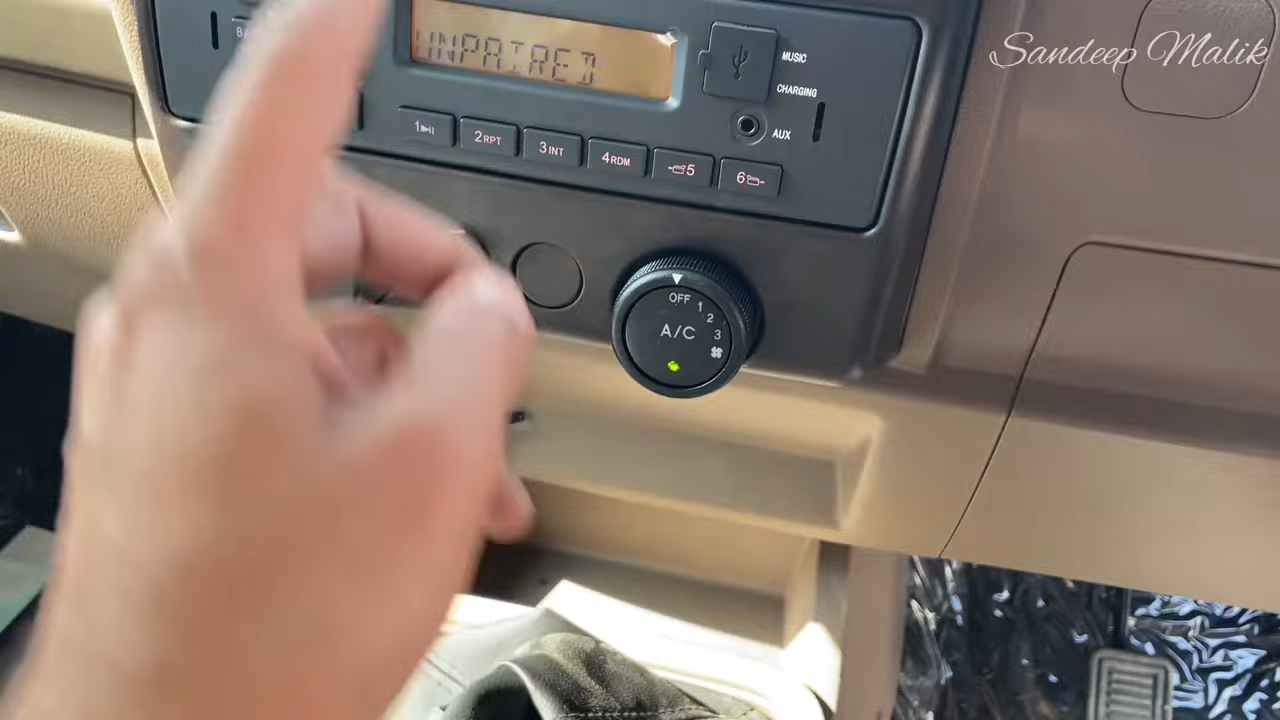 Sandeep Malik
UNPAIRED
MUSIC
CHARGING
AUX
1
2RPT
3INT
4RDM
5
6
OFF
1
2
3
A/C